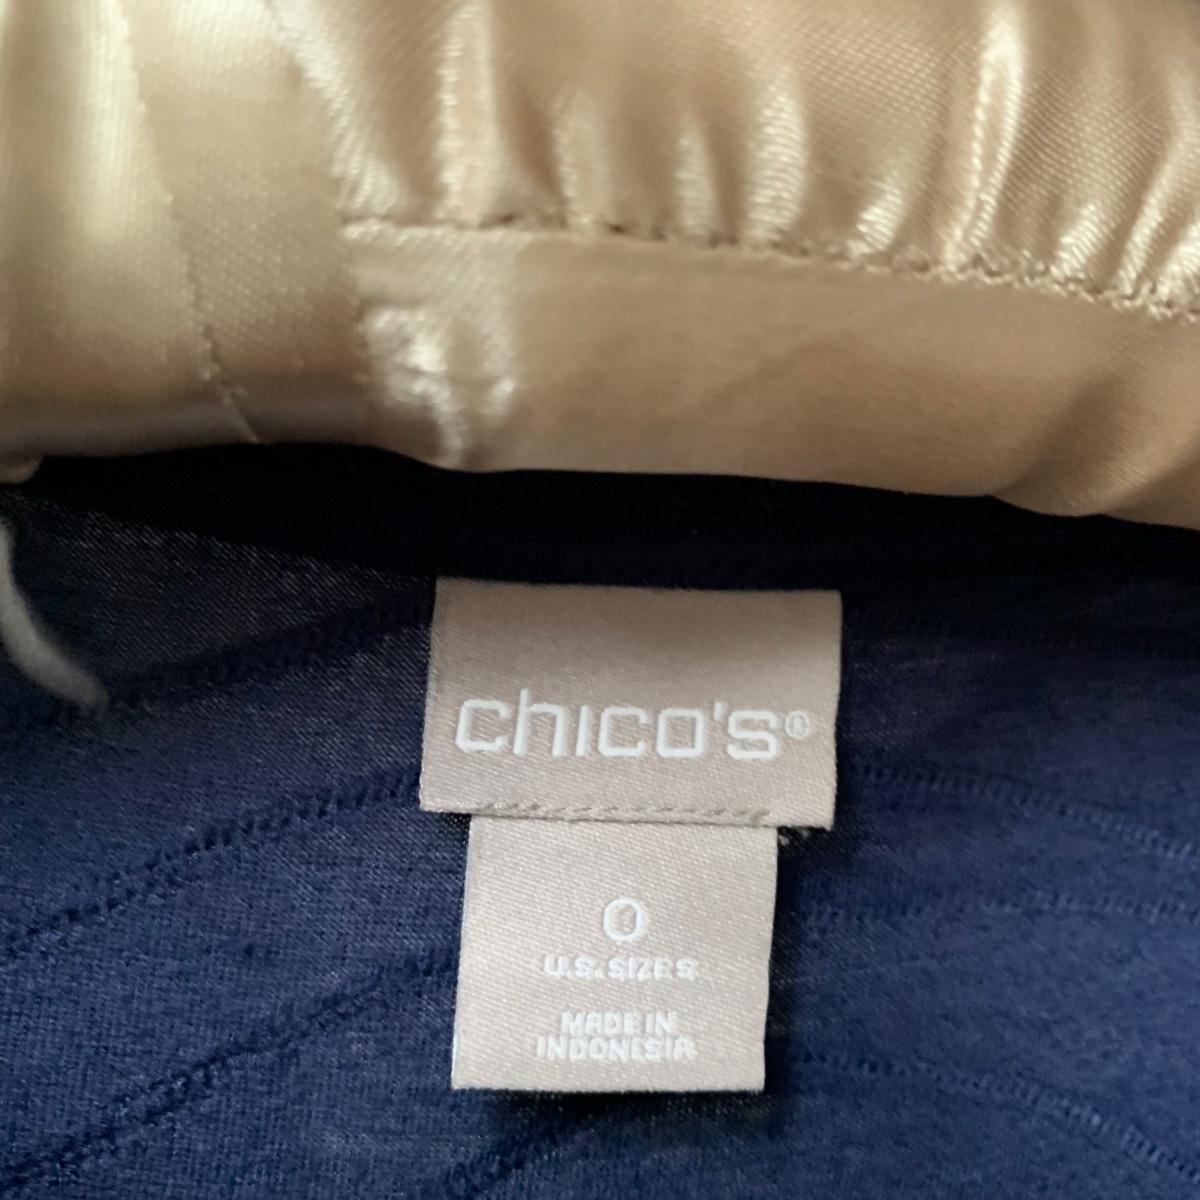 chico's®
0
U.S. SIZES
MADE IN
INDONESIA